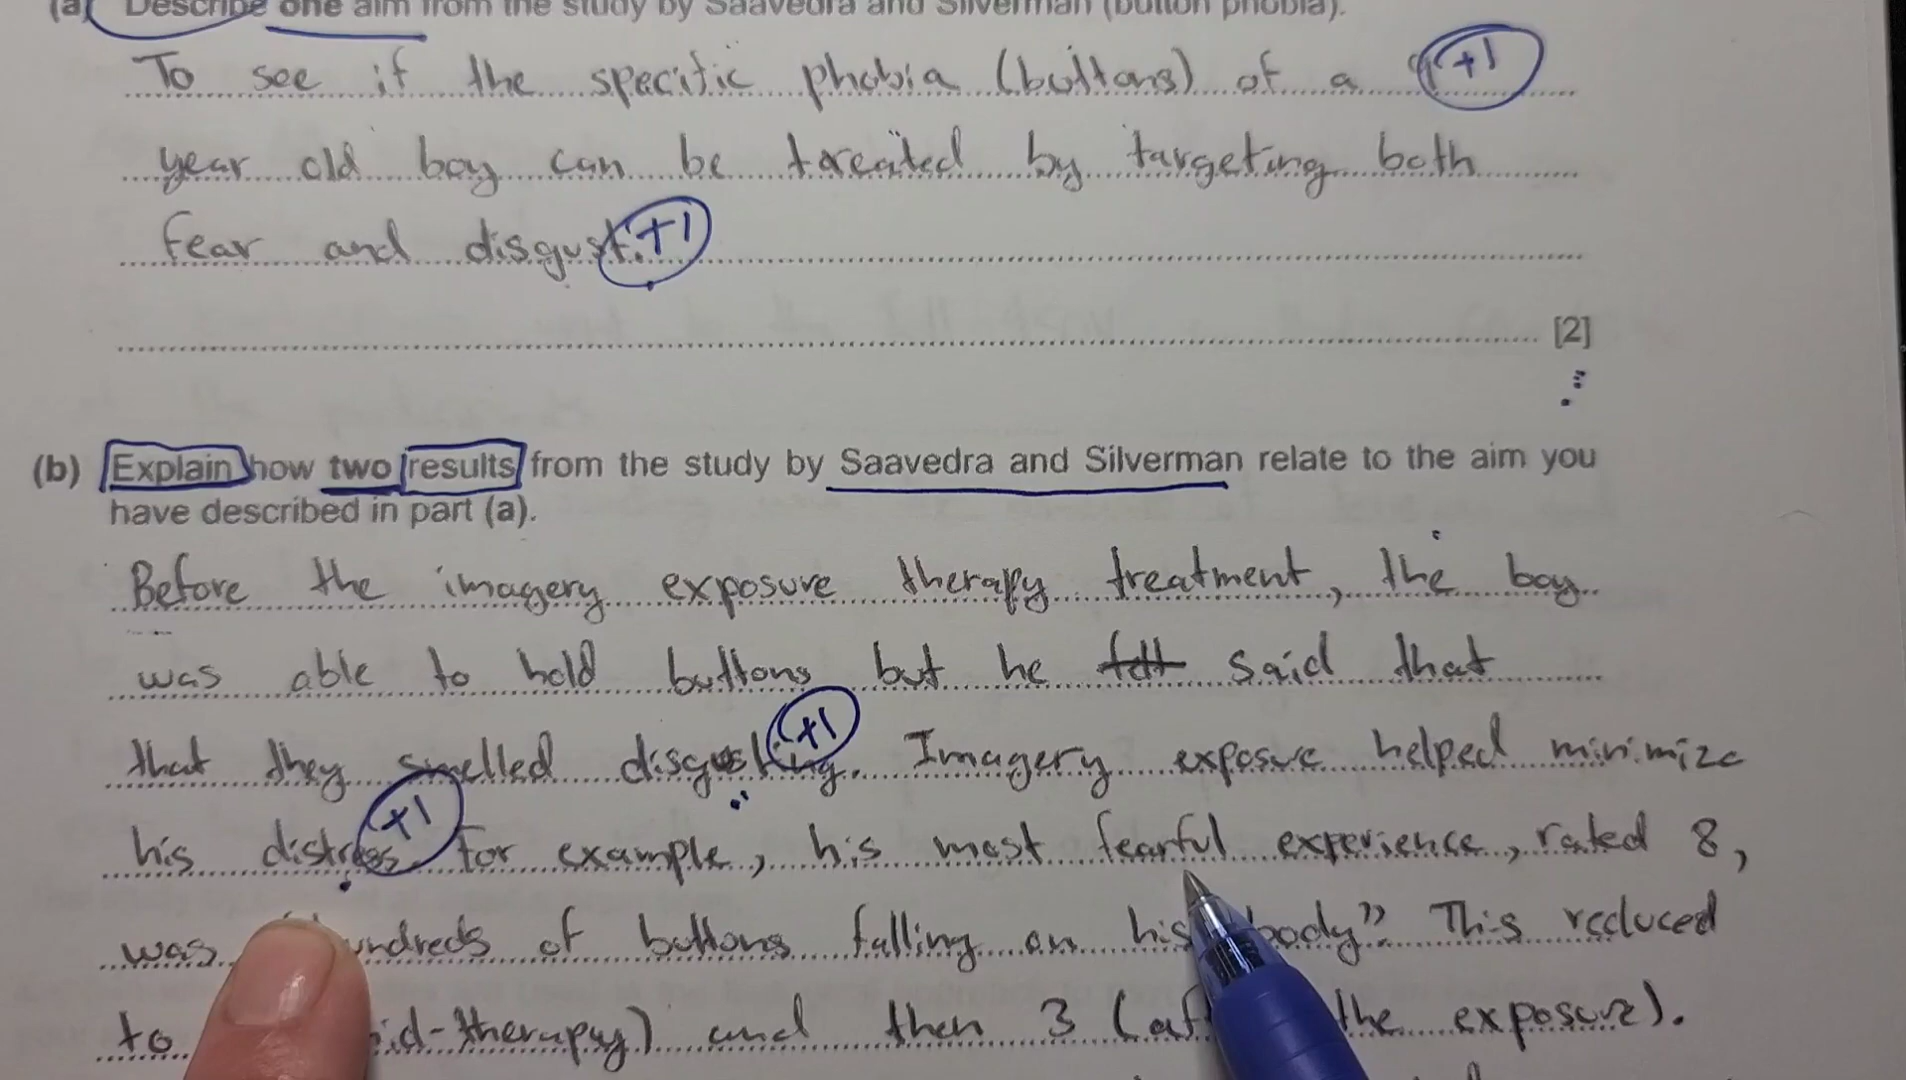 (a) Describe one aim from the study by Saavedra and Silverman (button phobia).
To see if the specific phobia (buttons) of a +1
year old boy can be treated by targeting both
fear and disgust. +1
[2]
(b) Explain how two results from the study by Saavedra and Silverman relate to the aim you
have described in part (a).
Before the imagery exposure therapy treatment, the boy
was able to hold buttons but he felt said that
that they smelled disgusting. +1 Imagery exposure helped minimize
his distress. +1 For example, his most fearful experience, rated 8,
was hundreds of buttons falling on his body". This reduced
to mid-therapy) and then 3 (after the exposure).